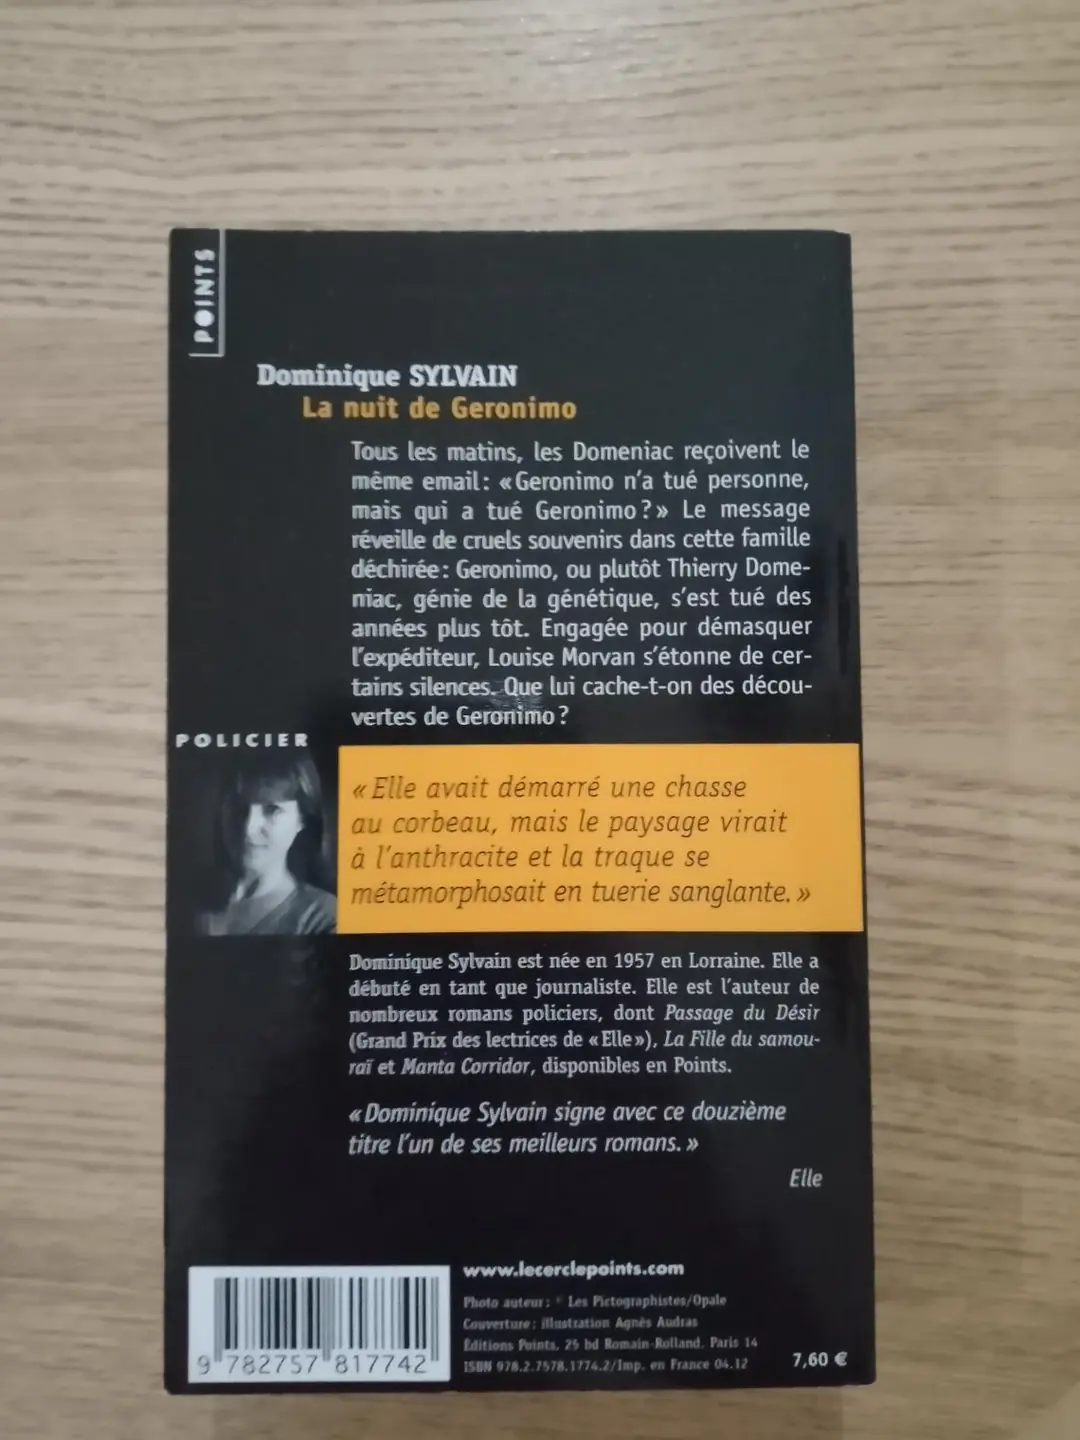 POINTS
Dominique SYLVAIN
La nuit de Geronimo
Tous les matins, les Domeniac reçoivent le
même email : « Geronimo n'a tué personne,
mais qui a tué Geronimo ? » Le message
réveille de cruels souvenirs dans cette famille
déchirée : Geronimo, ou plutôt Thierry Dome-
niac, génie de la génétique, s'est tué des
années plus tôt. Engagée pour démasquer
l'expéditeur, Louise Morvan s'étonne de cer-
tains silences. Que lui cache-t-on des décou-
vertes de Geronimo ?
POLICIER
« Elle avait démarré une chasse
au corbeau, mais le paysage virait
à l'anthracite et la traque se
métamorphosait en tuerie sanglante. »
Dominique Sylvain est née en 1957 en Lorraine. Elle a
débuté en tant que journaliste. Elle est l'auteur de
nombreux romans policiers, dont Passage du Désir
(Grand Prix des lectrices de « Elle »), La Fille du samou-
raï et Manta Corridor, disponibles en Points.
« Dominique Sylvain signe avec ce douzième
titre l'un de ses meilleurs romans. »
Elle
www.lecerclepoints.com
Photo auteur : © Les Pictographistes/Opale
Couverture : illustration Agnès Audras
Éditions Points, 25 bd Romain-Rolland, Paris 14
ISBN 978.2.7578.1774.2/Imp. en France 04.12
7,60 €
9 782757 817742